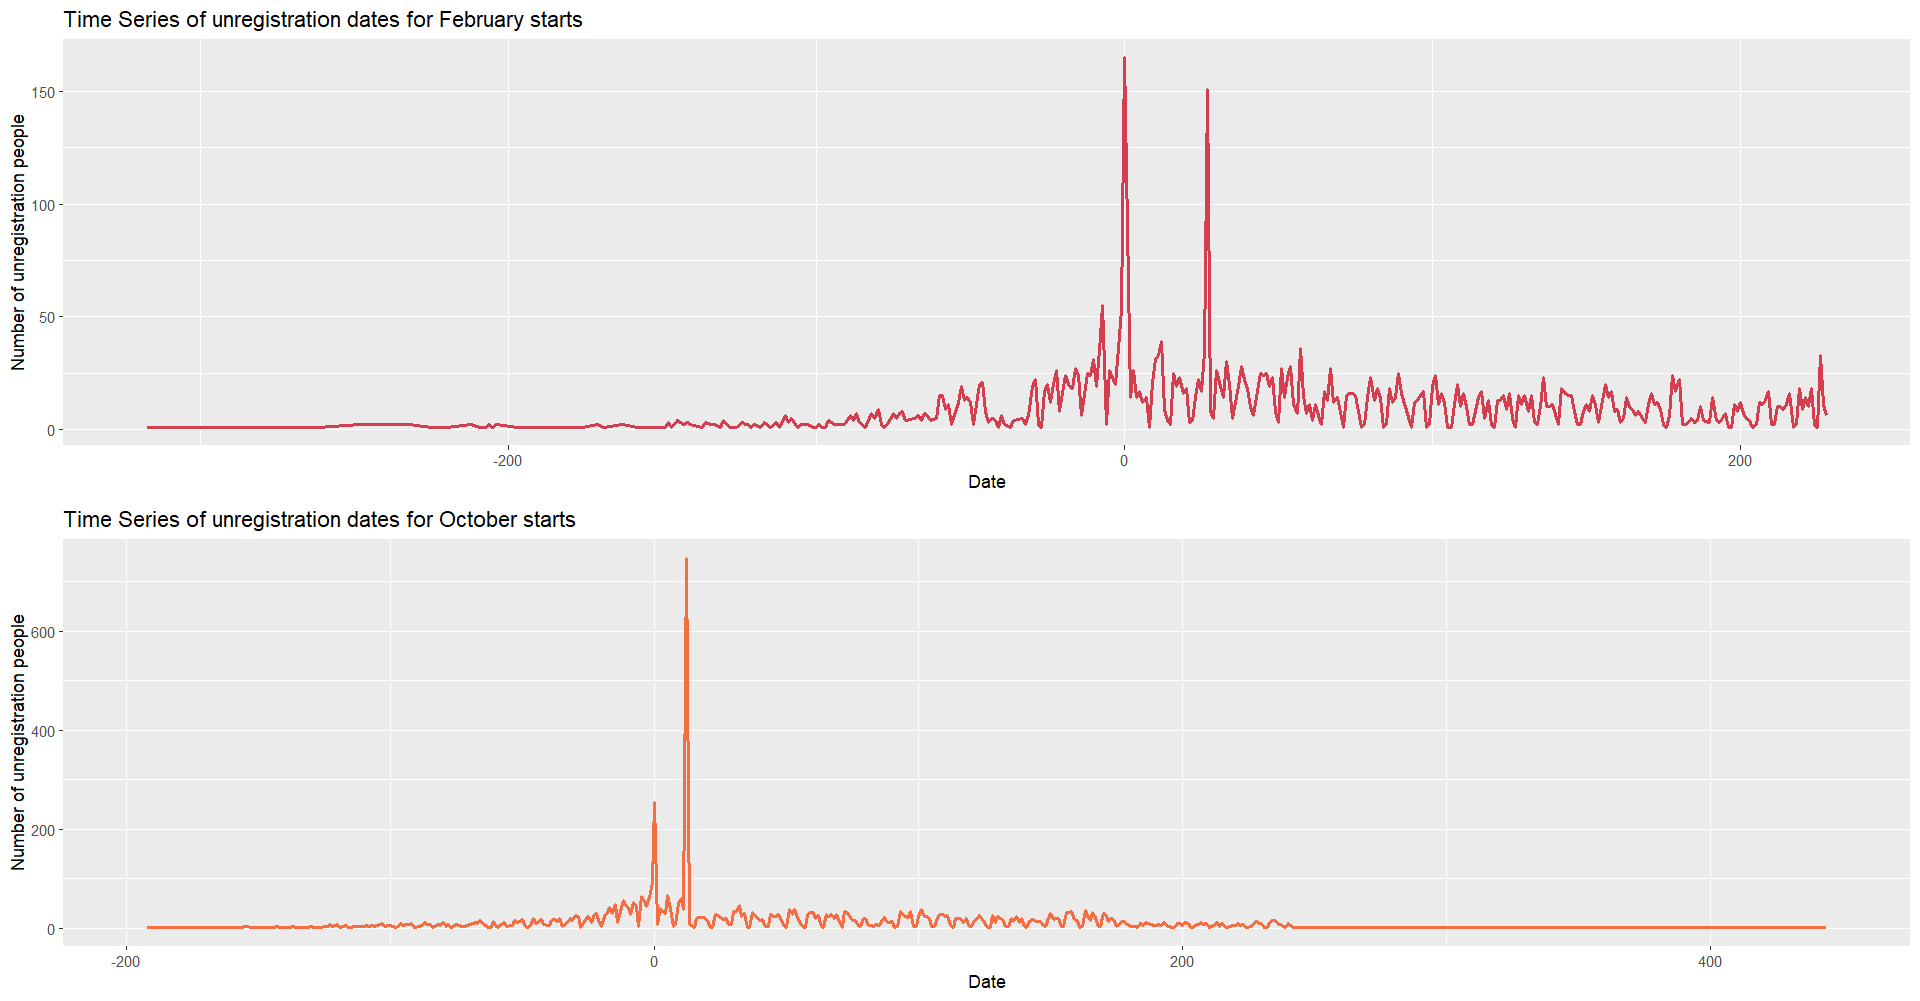 Time Series of unregistration dates for February starts
Number of unregistration people
150
100
50
0
-200
0
200
Date
Time Series of unregistration dates for October starts
Number of unregistration people
600
400
200
0
-200
0
200
400
Date